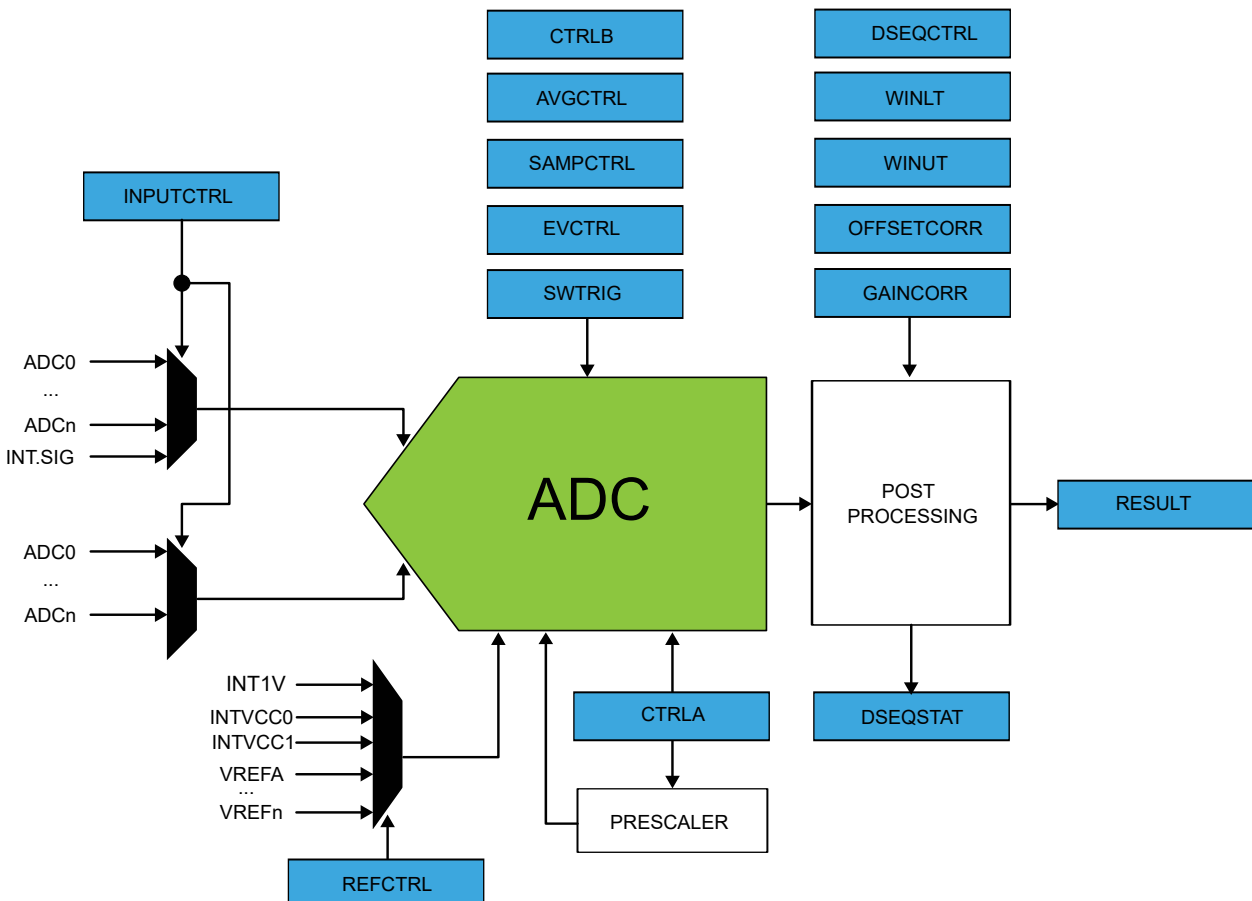 CTRLB
DSEQCTRL
AVGCTRL
WINLT
SAMPCTRL
WINUT
INPUTCTRL
EVCTRL
OFFSETCORR
SWTRIG
GAINCORR
ADC0
...
ADCn
INT.SIG
ADC
POST
PROCESSING
RESULT
ADC0
...
ADCn
INT1V
INTVCC0
INTVCC1
VREFA
...
VREFn
CTRLA
DSEQSTAT
PRESCALER
REFCTRL